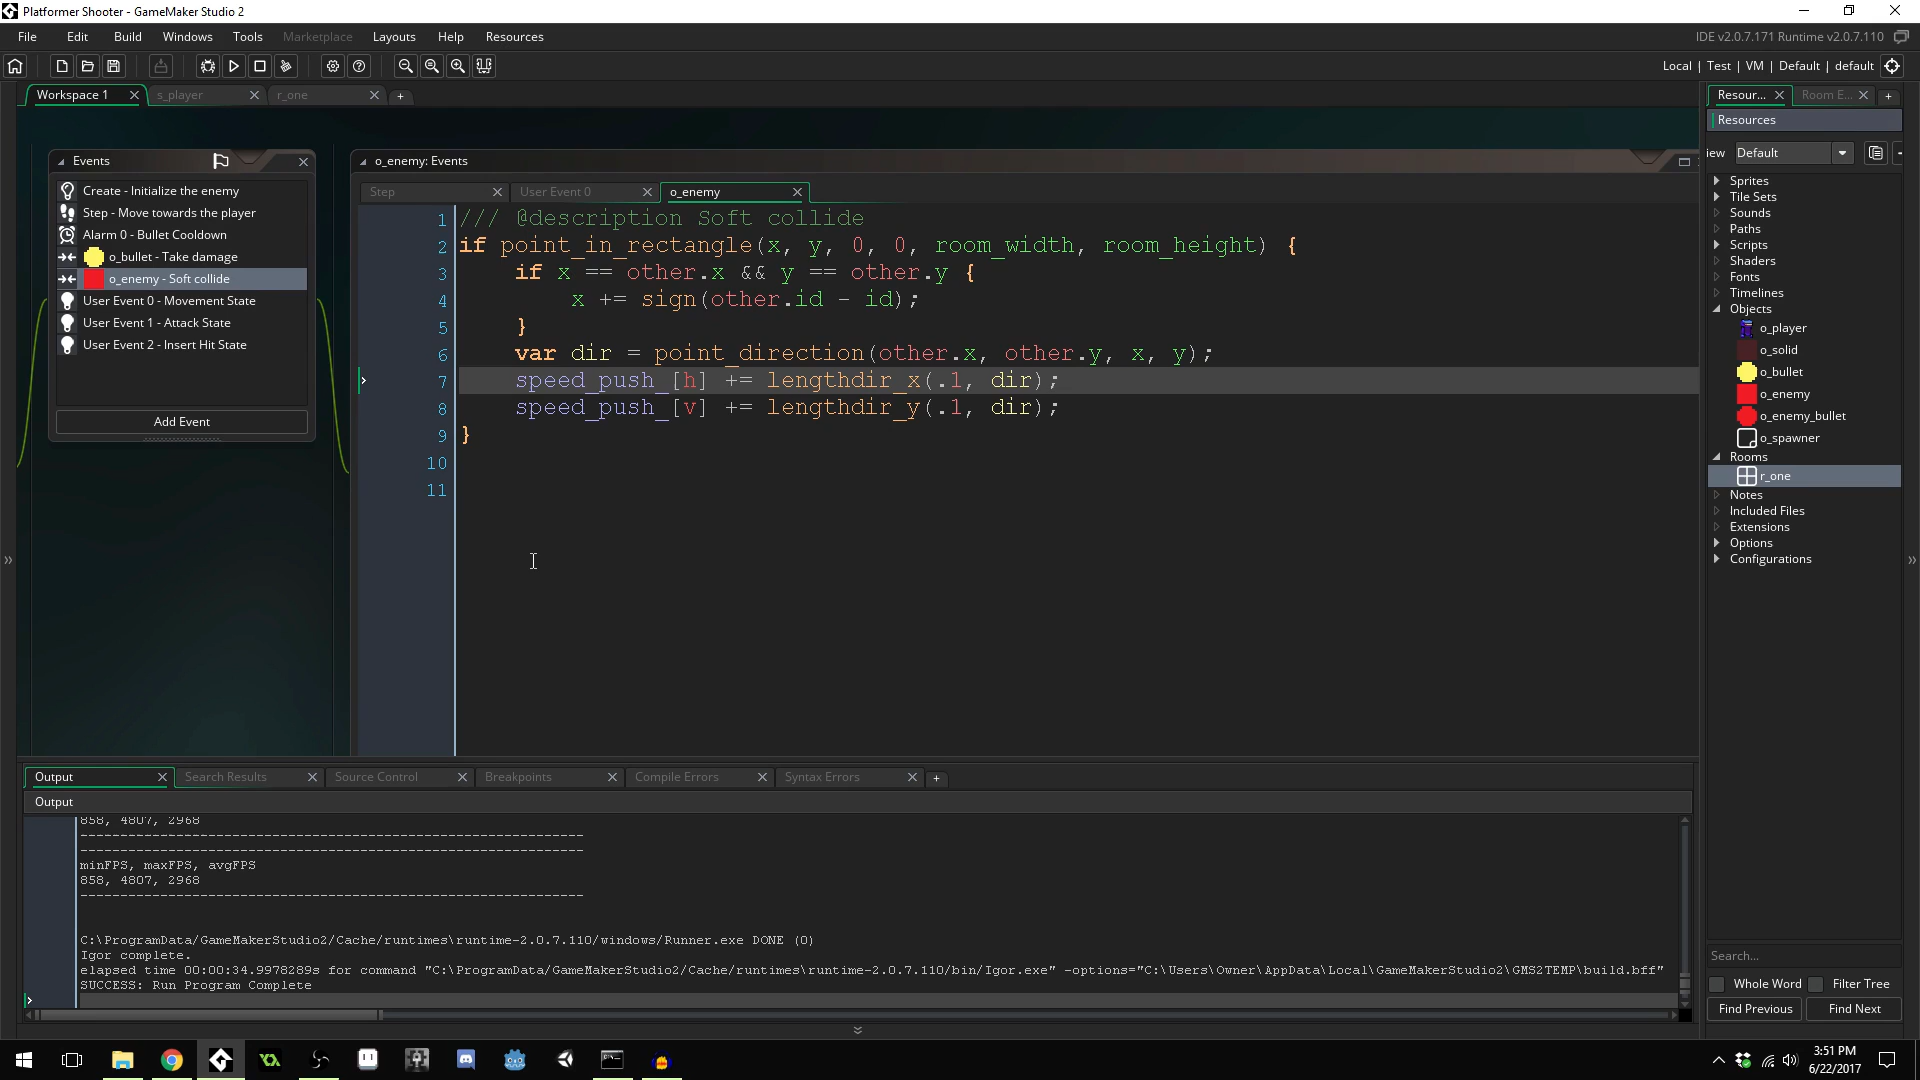 Platformer Shooter - GameMaker Studio 2
File Edit Build Windows Tools Marketplace Layouts Help Resources
IDE v2.0.7.171 Runtime v2.0.7.110
Local | Test | VM | Default | default
Workspace 1 s_player r_one
Resour... Room E...
Resources
iew Default
Events
Create - Initialize the enemy
Step - Move towards the player
Alarm 0 - Bullet Cooldown
o_bullet - Take damage
o_enemy - Soft collide
User Event 0 - Movement State
User Event 1 - Attack State
User Event 2 - Insert Hit State
Add Event
o_enemy: Events
Step User Event 0 o_enemy
1 /// @description Soft collide
2 if point_in_rectangle(x, y, 0, 0, room_width, room_height) {
3 if x == other.x && y == other.y {
4 x += sign(other.id - id);
5 }
6 var dir = point_direction(other.x, other.y, x, y);
7 speed_push_[h] += lengthdir_x(.1, dir);
8 speed_push_[v] += lengthdir_y(.1, dir);
9 }
10
11
Sprites
Tile Sets
Sounds
Paths
Scripts
Shaders
Fonts
Timelines
Objects
o_player
o_solid
o_bullet
o_enemy
o_enemy_bullet
o_spawner
Rooms
r_one
Notes
Included Files
Extensions
Options
Configurations
Search...
Whole Word Filter Tree
Find Previous Find Next
Output Search Results Source Control Breakpoints Compile Errors Syntax Errors
Output
858, 4807, 2968
------------------------------------------------------------
------------------------------------------------------------
minFPS, maxFPS, avgFPS
858, 4807, 2968
------------------------------------------------------------
C:\ProgramData/GameMakerStudio2/Cache/runtimes\runtime-2.0.7.110/windows/Runner.exe DONE (0)
Igor complete.
elapsed time 00:00:34.9978289s for command "C:\ProgramData/GameMakerStudio2/Cache/runtimes\runtime-2.0.7.110/bin/Igor.exe" -options="C:\Users\Owner\AppData\Local\GameMakerStudio2\GMS2TEMP\build.bff"
SUCCESS: Run Program Complete
3:51 PM
6/22/2017